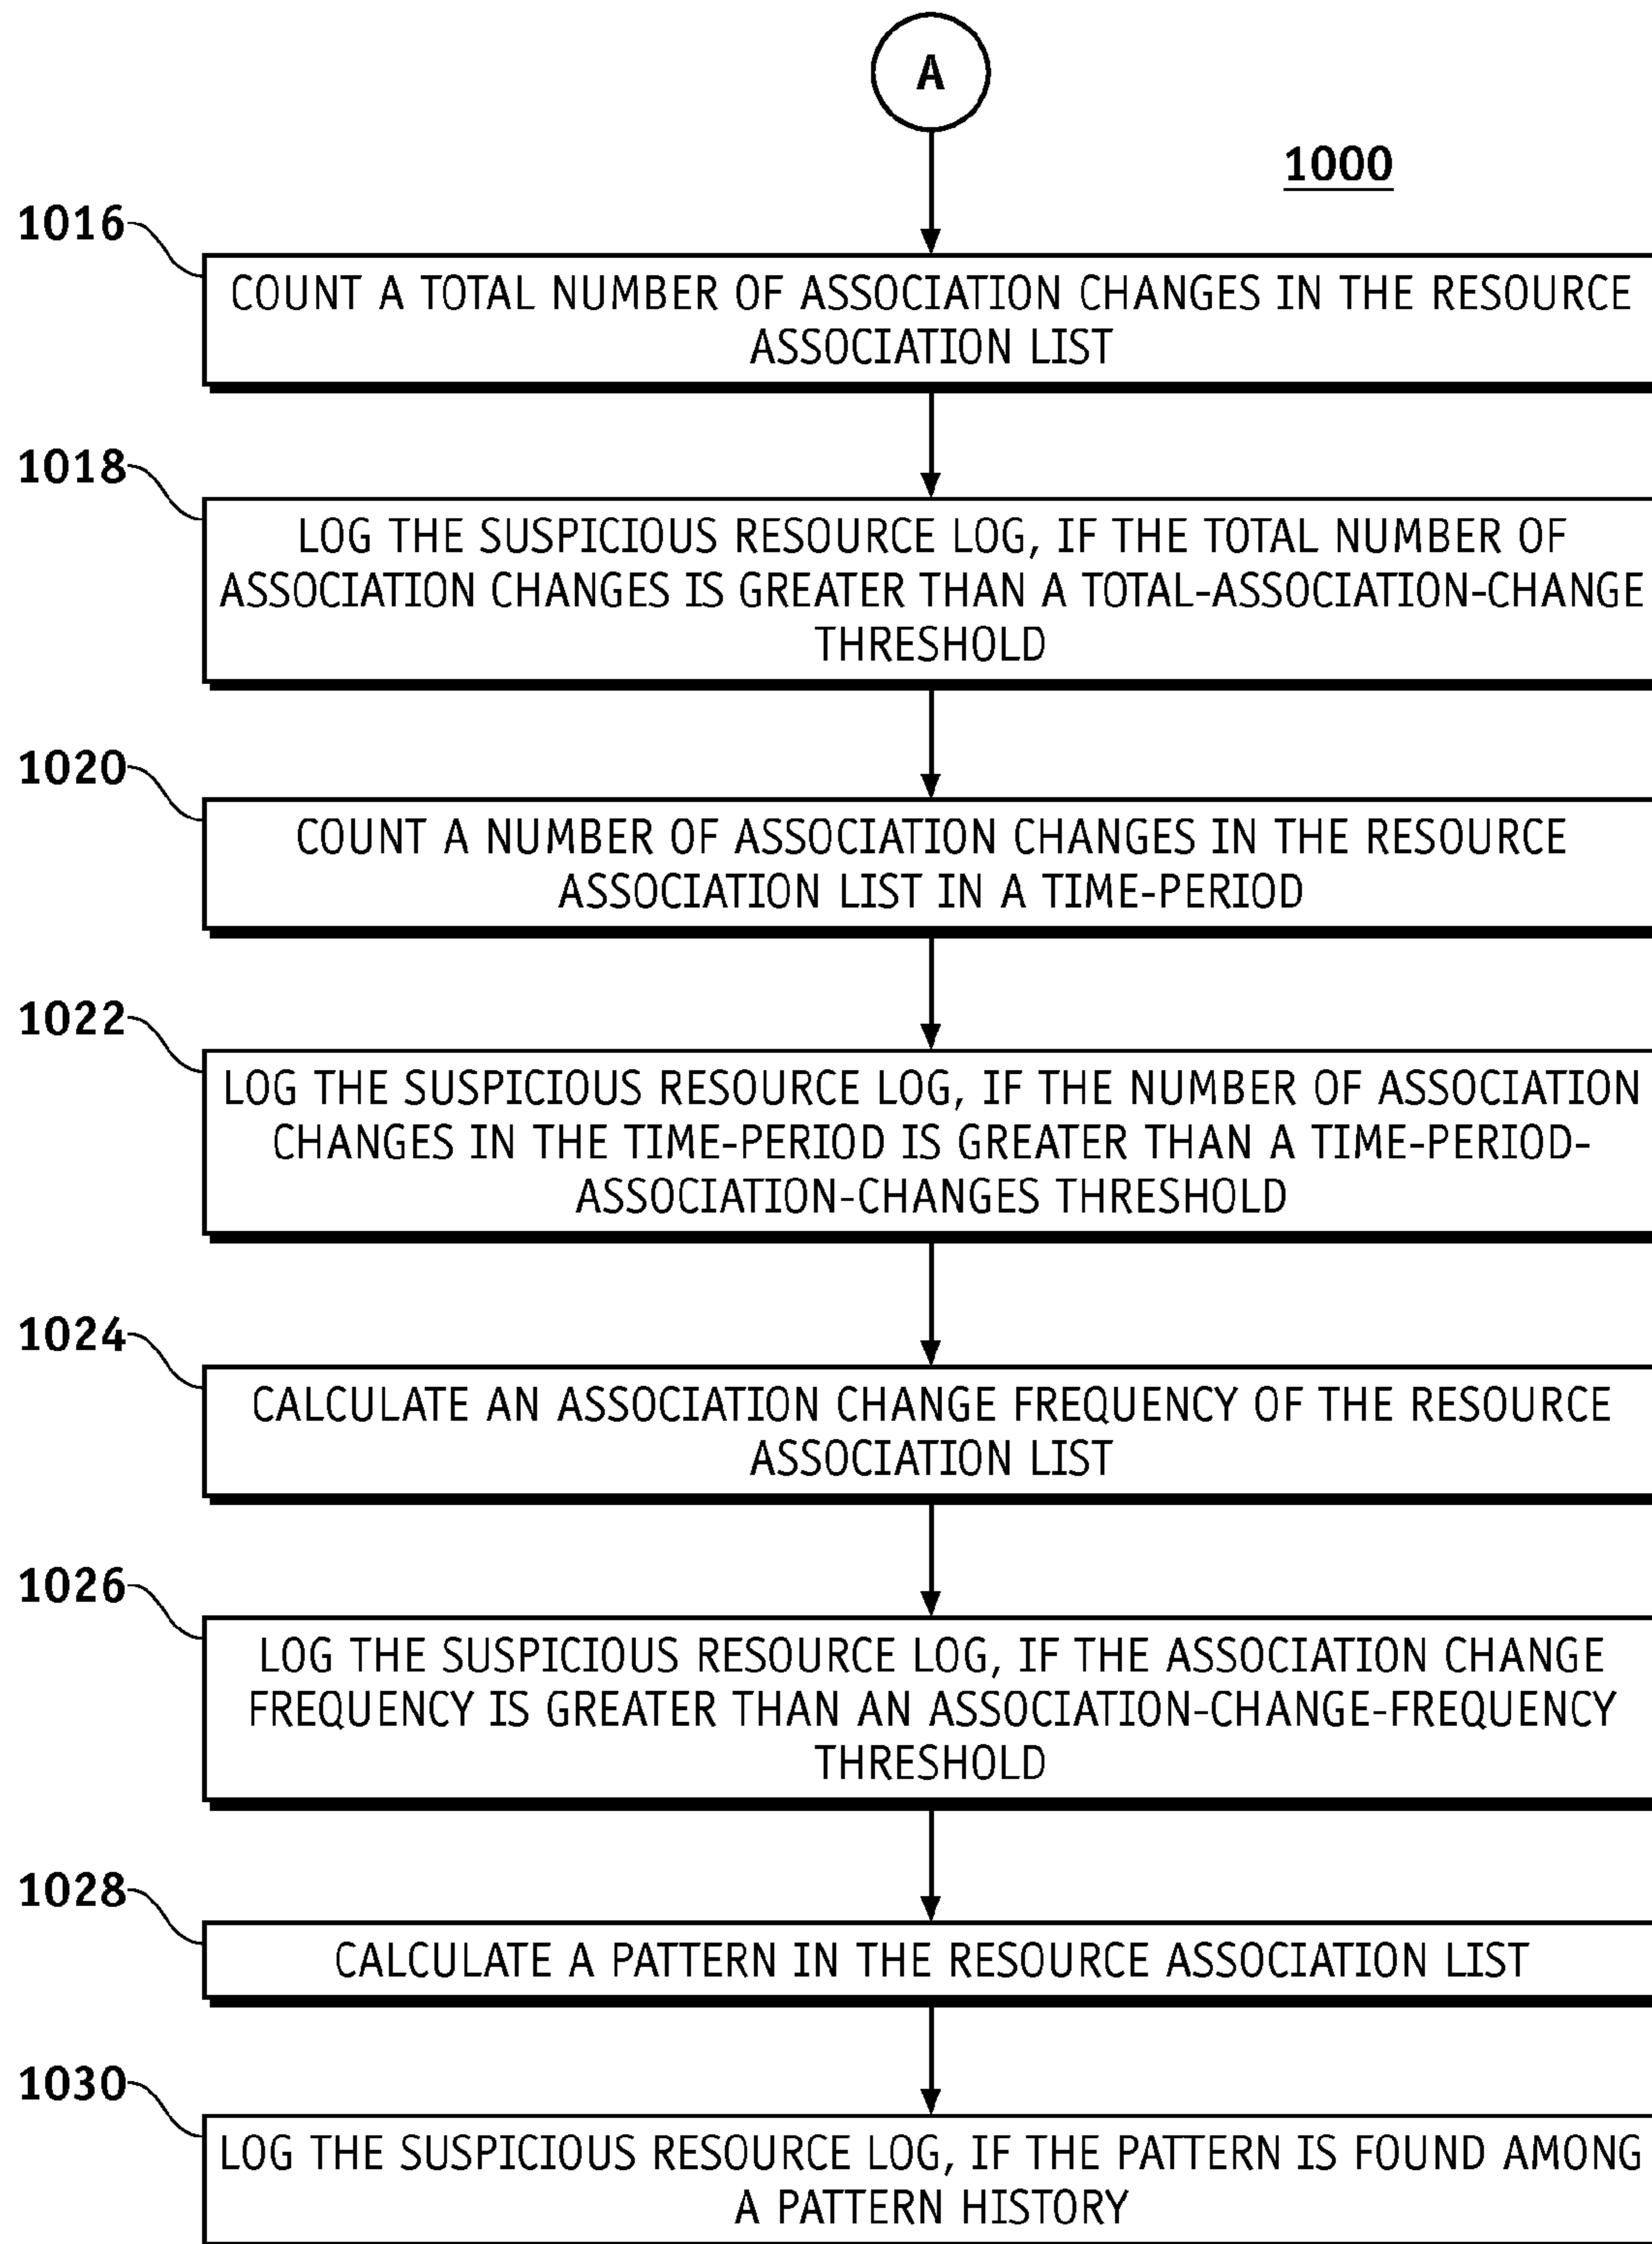 A
1000
1016
COUNT A TOTAL NUMBER OF ASSOCIATION CHANGES IN THE RESOURCE
ASSOCIATION LIST
1018
LOG THE SUSPICIOUS RESOURCE LOG, IF THE TOTAL NUMBER OF
ASSOCIATION CHANGES IS GREATER THAN A TOTAL-ASSOCIATION-CHANGE
THRESHOLD
1020
COUNT A NUMBER OF ASSOCIATION CHANGES IN THE RESOURCE
ASSOCIATION LIST IN A TIME-PERIOD
1022
LOG THE SUSPICIOUS RESOURCE LOG, IF THE NUMBER OF ASSOCIATION
CHANGES IN THE TIME-PERIOD IS GREATER THAN A TIME-PERIOD-
ASSOCIATION-CHANGES THRESHOLD
1024
CALCULATE AN ASSOCIATION CHANGE FREQUENCY OF THE RESOURCE
ASSOCIATION LIST
1026
LOG THE SUSPICIOUS RESOURCE LOG, IF THE ASSOCIATION CHANGE
FREQUENCY IS GREATER THAN AN ASSOCIATION-CHANGE-FREQUENCY
THRESHOLD
1028
CALCULATE A PATTERN IN THE RESOURCE ASSOCIATION LIST
1030
LOG THE SUSPICIOUS RESOURCE LOG, IF THE PATTERN IS FOUND AMONG
A PATTERN HISTORY